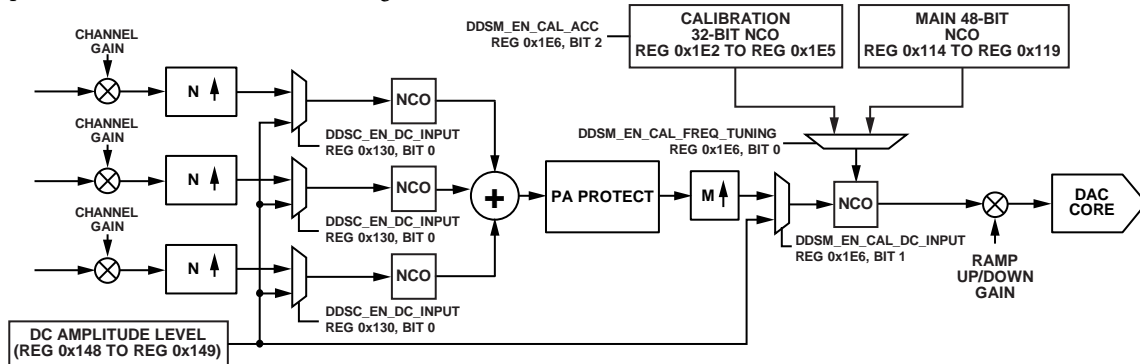 CHANNEL
GAIN
N
NCO
DDSC_EN_DC_INPUT
REG 0x130, BIT 0
CHANNEL
GAIN
N
NCO
DDSC_EN_DC_INPUT
REG 0x130, BIT 0
CHANNEL
GAIN
N
NCO
DDSC_EN_DC_INPUT
REG 0x130, BIT 0
DC AMPLITUDE LEVEL
(REG 0x148 TO REG 0x149)
+
PA PROTECT
M
DDSM_EN_CAL_ACC
REG 0x1E6, BIT 2
CALIBRATION
32-BIT NCO
REG 0x1E2 TO REG 0x1E5
MAIN 48-BIT
NCO
REG 0x114 TO REG 0x119
DDSM_EN_CAL_FREQ_TUNING
REG 0x1E6, BIT 0
NCO
DDSM_EN_CAL_DC_INPUT
REG 0x1E6, BIT 1
RAMP
UP/DOWN
GAIN
DAC
CORE